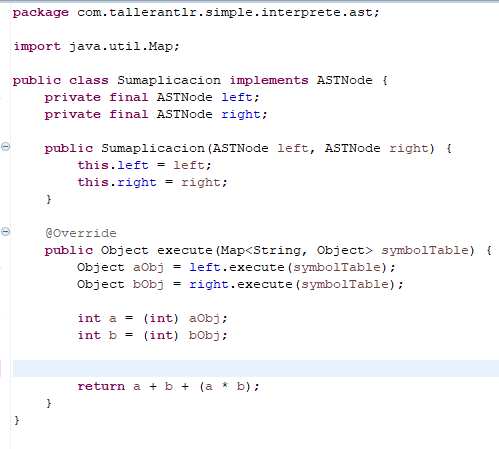 package com.tallerantlr.simple.interprete.ast;
import java.util.Map;
public class Sumaplicacion implements ASTNode {
private final ASTNode left;
private final ASTNode right;
public Sumaplicacion(ASTNode left, ASTNode right) {
this.left = left;
this.right = right;
}
@Override
public Object execute(Map<String, Object> symbolTable) {
Object aObj = left.execute(symbolTable);
Object bObj = right.execute(symbolTable);
int a = (int) aObj;
int b = (int) bObj;
return a + b + (a * b);
}
}